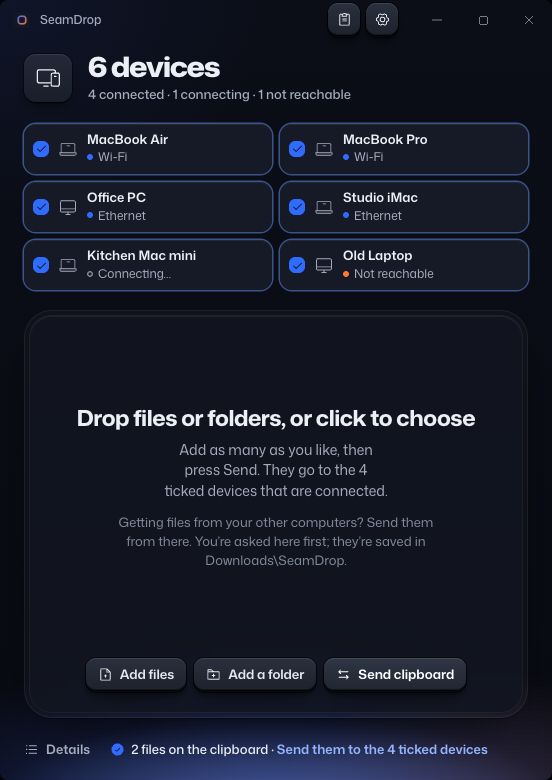 SeamDrop
6 devices
4 connected · 1 connecting · 1 not reachable
MacBook Air
Wi-Fi
MacBook Pro
Wi-Fi
Office PC
Ethernet
Studio iMac
Ethernet
Kitchen Mac mini
Connecting...
Old Laptop
Not reachable
Drop files or folders, or click to choose
Add as many as you like, then
press Send. They go to the 4
ticked devices that are connected.
Getting files from your other computers? Send them
from there. You're asked here first; they're saved in
Downloads\SeamDrop.
Add files
Add a folder
Send clipboard
Details
2 files on the clipboard · Send them to the 4 ticked devices